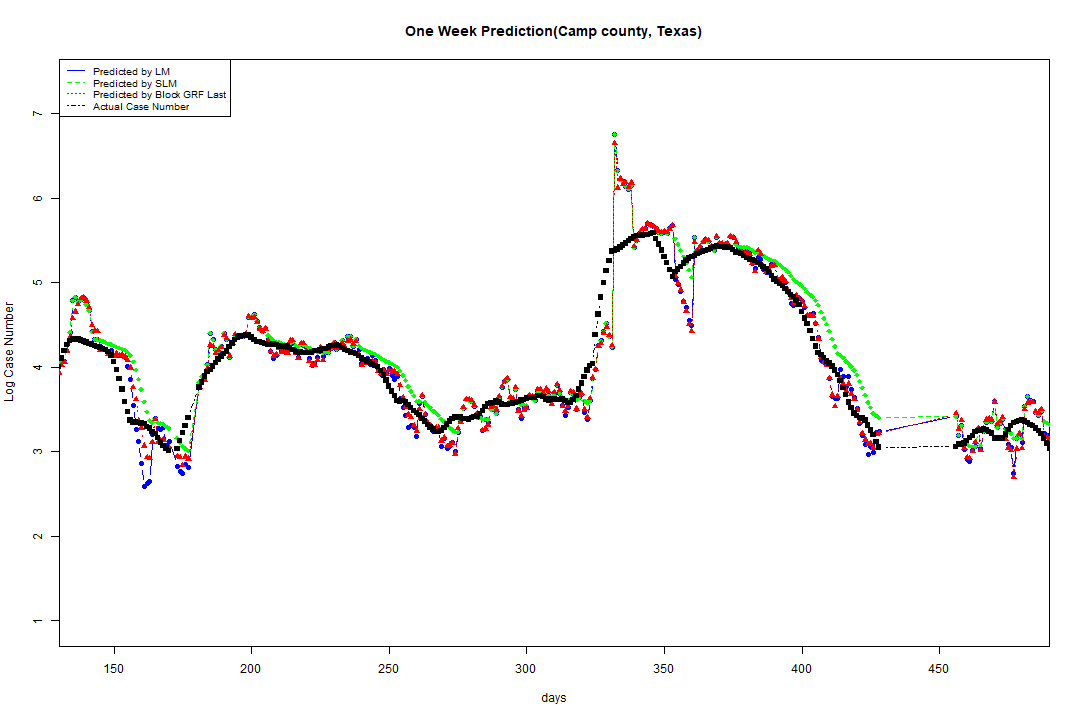 One Week Prediction(Camp county, Texas)
Predicted by LM
Predicted by SLM
Predicted by Block GRF Last
Actual Case Number
7
6
5
4
3
2
1
Log Case Number
150 200 250 300 350 400 450
days